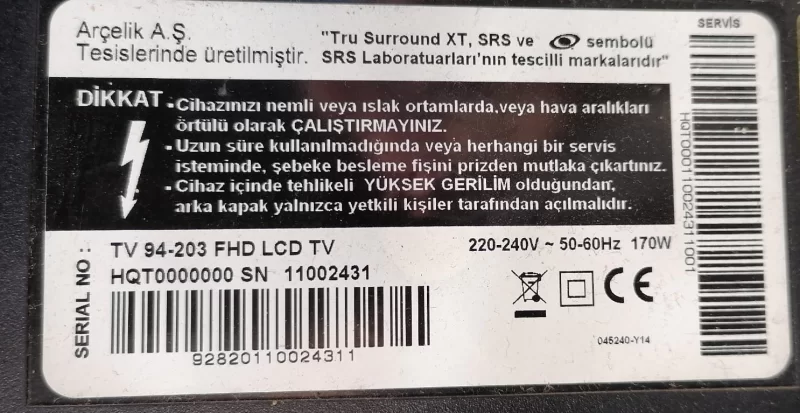 Arçelik A.Ş.
Tesislerinde üretilmiştir.
"Tru Surround XT, SRS ve sembolü
SRS Laboratuarları'nın tescilli markalarıdır"
SERVİS
DİKKAT - Cihazınızı nemli veya ıslak ortamlarda,veya hava aralıkları
örtülü olarak ÇALIŞTIRMAYINIZ.
- Uzun süre kullanılmadığında veya herhangi bir servis
isteminde, şebeke besleme fişini prizden mutlaka çıkartınız.
- Cihaz içinde tehlikeli YÜKSEK GERİLİM olduğundan,
arka kapak yalnızca yetkili kişiler tarafından açılmalıdır.
HQT000110024311001
SERIAL NO :
TV 94-203 FHD LCD TV
220-240V ~ 50-60Hz 170W
HQT0000000 SN 11002431
CE
92820110024311
045240-Y14